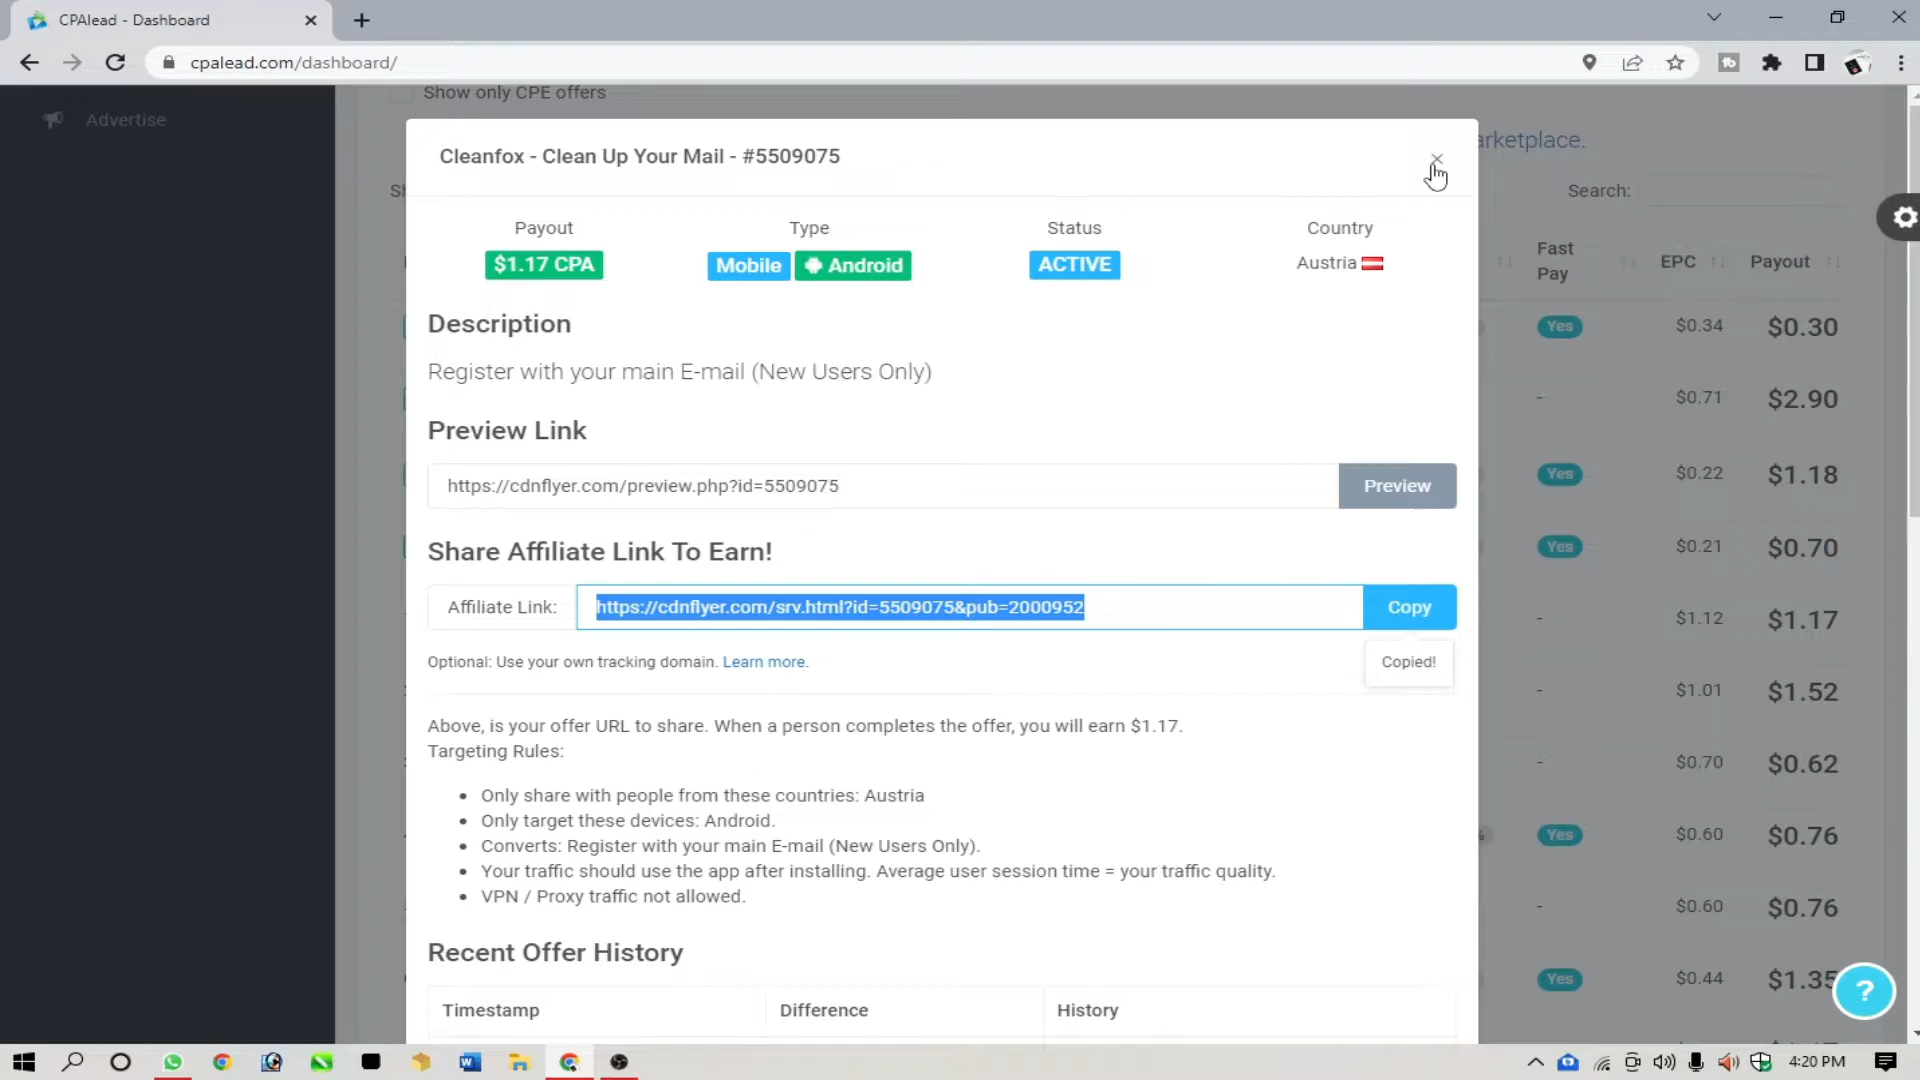 CPAlead - Dashboard
cpalead.com/dashboard/
Show only CPE offers
Advertise
arketplace.
Cleanfox - Clean Up Your Mail - #5509075
Search:
Payout Type Status Country
$1.17 CPA Mobile Android ACTIVE Austria
Fast Pay EPC Payout
Description
Yes $0.34 $0.30
Register with your main E-mail (New Users Only)
- $0.71 $2.90
Preview Link
https://cdnflyer.com/preview.php?id=5509075 Preview
Yes $0.22 $1.18
Share Affiliate Link To Earn!
Yes $0.21 $0.70
Affiliate Link: https://cdnflyer.com/srv.html?id=5509075&pub=2000952 Copy
- $1.12 $1.17
Optional: Use your own tracking domain. Learn more.
Copied!
- $1.01 $1.52
Above, is your offer URL to share. When a person completes the offer, you will earn $1.17.
Targeting Rules:
- $0.70 $0.62
• Only share with people from these countries: Austria
• Only target these devices: Android.
Yes $0.60 $0.76
• Converts: Register with your main E-mail (New Users Only).
• Your traffic should use the app after installing. Average user session time = your traffic quality.
• VPN / Proxy traffic not allowed.
- $0.60 $0.76
Recent Offer History
Yes $0.44 $1.35
Timestamp Difference History
4:20 PM